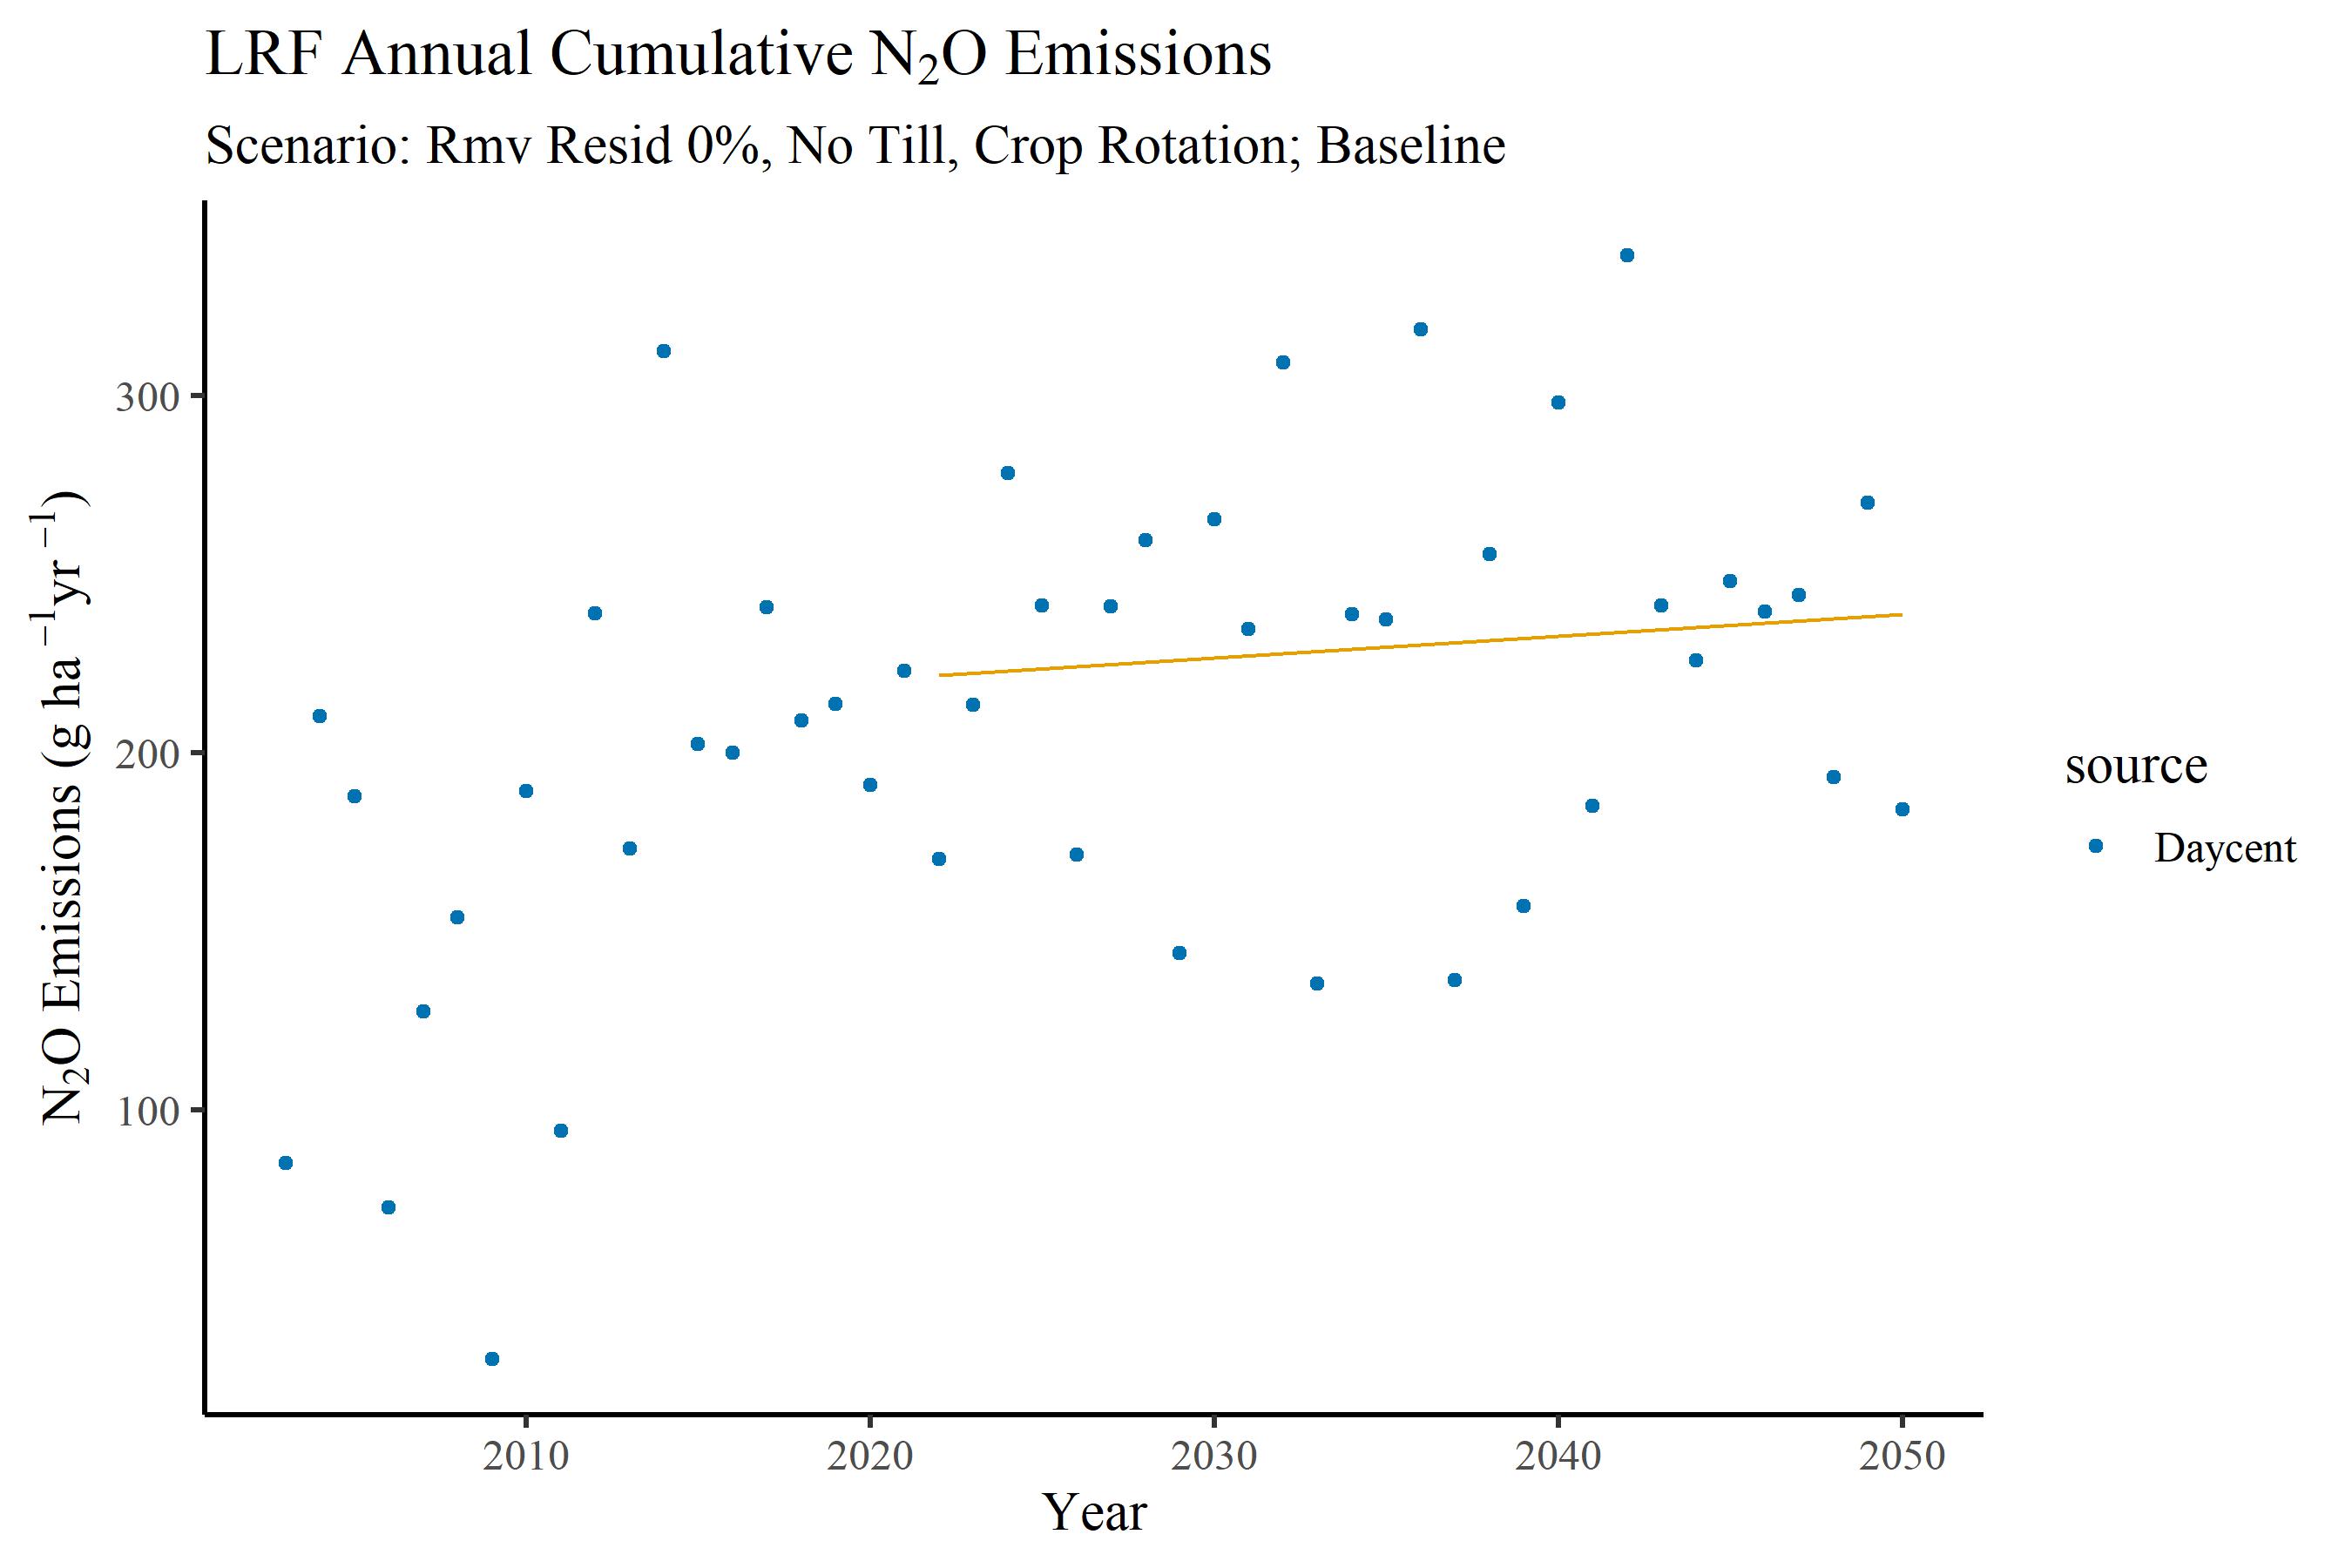 LRF Annual Cumulative N₂O Emissions
Scenario: Rmv Resid 0%, No Till, Crop Rotation; Baseline
N₂O Emissions (g ha ⁻¹yr ⁻¹)
300
200
100
2010
2020
2030
2040
2050
Year
source
Daycent